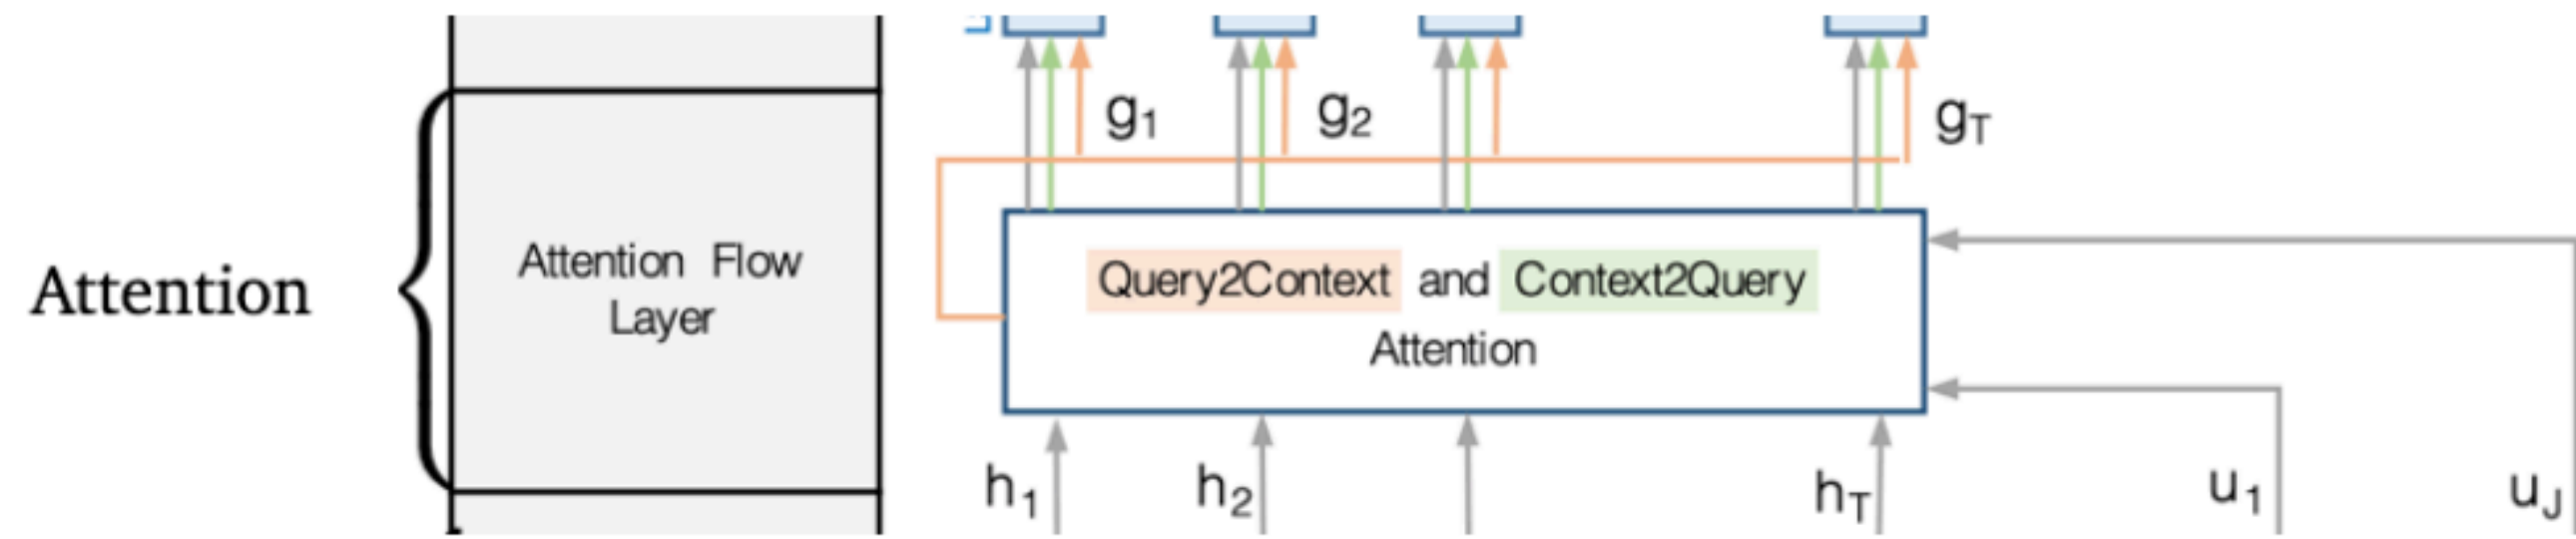 g1
g2
gT
Attention
Attention Flow
Layer
Query2Context and Context2Query
Attention
h1
h2
hT
u1
uJ